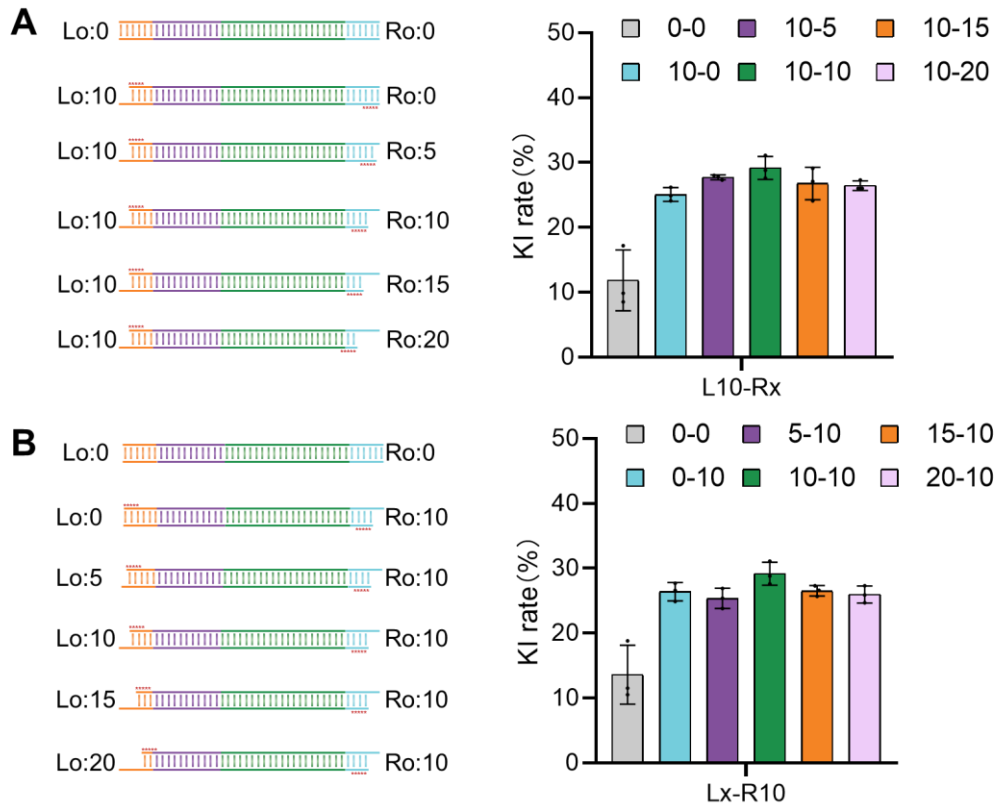 A
Lo:0 Ro:0
Lo:10 Ro:0
Lo:10 Ro:5
Lo:10 Ro:10
Lo:10 Ro:15
Lo:10 Ro:20
KI rate(%)
50
40
30
20
10
0
0-0 10-5 10-15
10-0 10-10 10-20
L10-Rx
B
Lo:0 Ro:0
Lo:0 Ro:10
Lo:5 Ro:10
Lo:10 Ro:10
Lo:15 Ro:10
Lo:20 Ro:10
KI rate(%)
50
40
30
20
10
0
0-0 5-10 15-10
0-10 10-10 20-10
Lx-R10